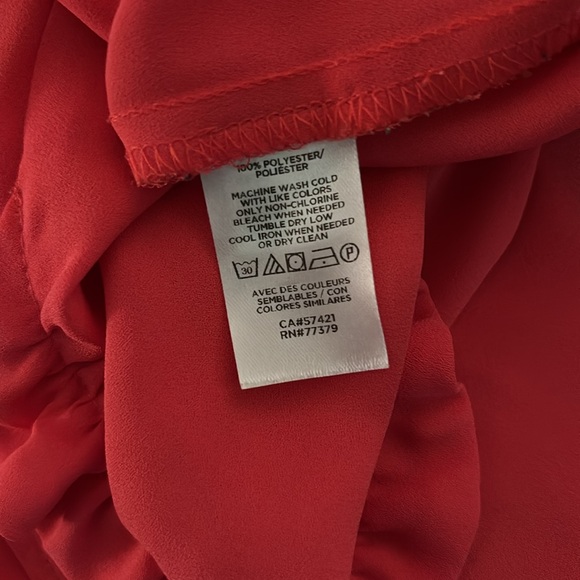 100% POLYESTER/
POLIESTER
MACHINE WASH COLD
WITH LIKE COLORS
ONLY NON-CHLORINE
BLEACH WHEN NEEDED
TUMBLE DRY LOW
COOL IRON WHEN NEEDED
OR DRY CLEAN
30 P
AVEC DES COULEURS
SEMBLABLES / CON
COLORES SIMILARES
CA#57421
RN#77379